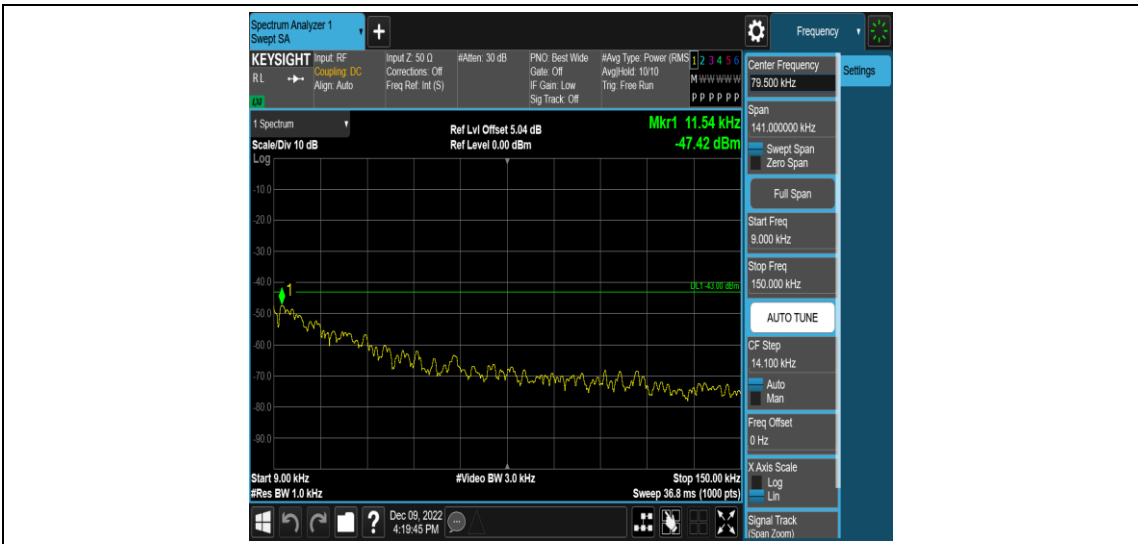 Spectrum Analyzer 1
Swept SA
+
Frequency
KEYSIGHT
RL
LXI
Input: RF
Coupling: DC
Align: Auto
Input Z: 50 Ω
Corrections: Off
Freq Ref: Int (S)
#Atten: 30 dB
PNO: Best Wide
Gate: Off
IF Gain: Low
Sig Track: Off
#Avg Type: Power (RMS
Avg|Hold: 10/10
Trig: Free Run
1 2 3 4 5 6
M W W W W W
P P P P P P
Center Frequency
79.500 kHz
Settings
Span
141.000000 kHz
Swept Span
Zero Span
Full Span
Start Freq
9.000 kHz
Stop Freq
150.000 kHz
AUTO TUNE
CF Step
14.100 kHz
Auto
Man
Freq Offset
0 Hz
X Axis Scale
Log
Lin
Signal Track
(Span Zoom)
1 Spectrum
Scale/Div 10 dB
Log
Ref Lvl Offset 5.04 dB
Ref Level 0.00 dBm
Mkr1 11.54 kHz
-47.42 dBm
-10.0
-20.0
-30.0
-40.0
-50.0
-60.0
-70.0
-80.0
-90.0
1
DL1 -43.00 dBm
Start 9.00 kHz
#Res BW 1.0 kHz
#Video BW 3.0 kHz
Stop 150.00 kHz
Sweep 36.8 ms (1000 pts)
?
Dec 09, 2022
4:19:45 PM